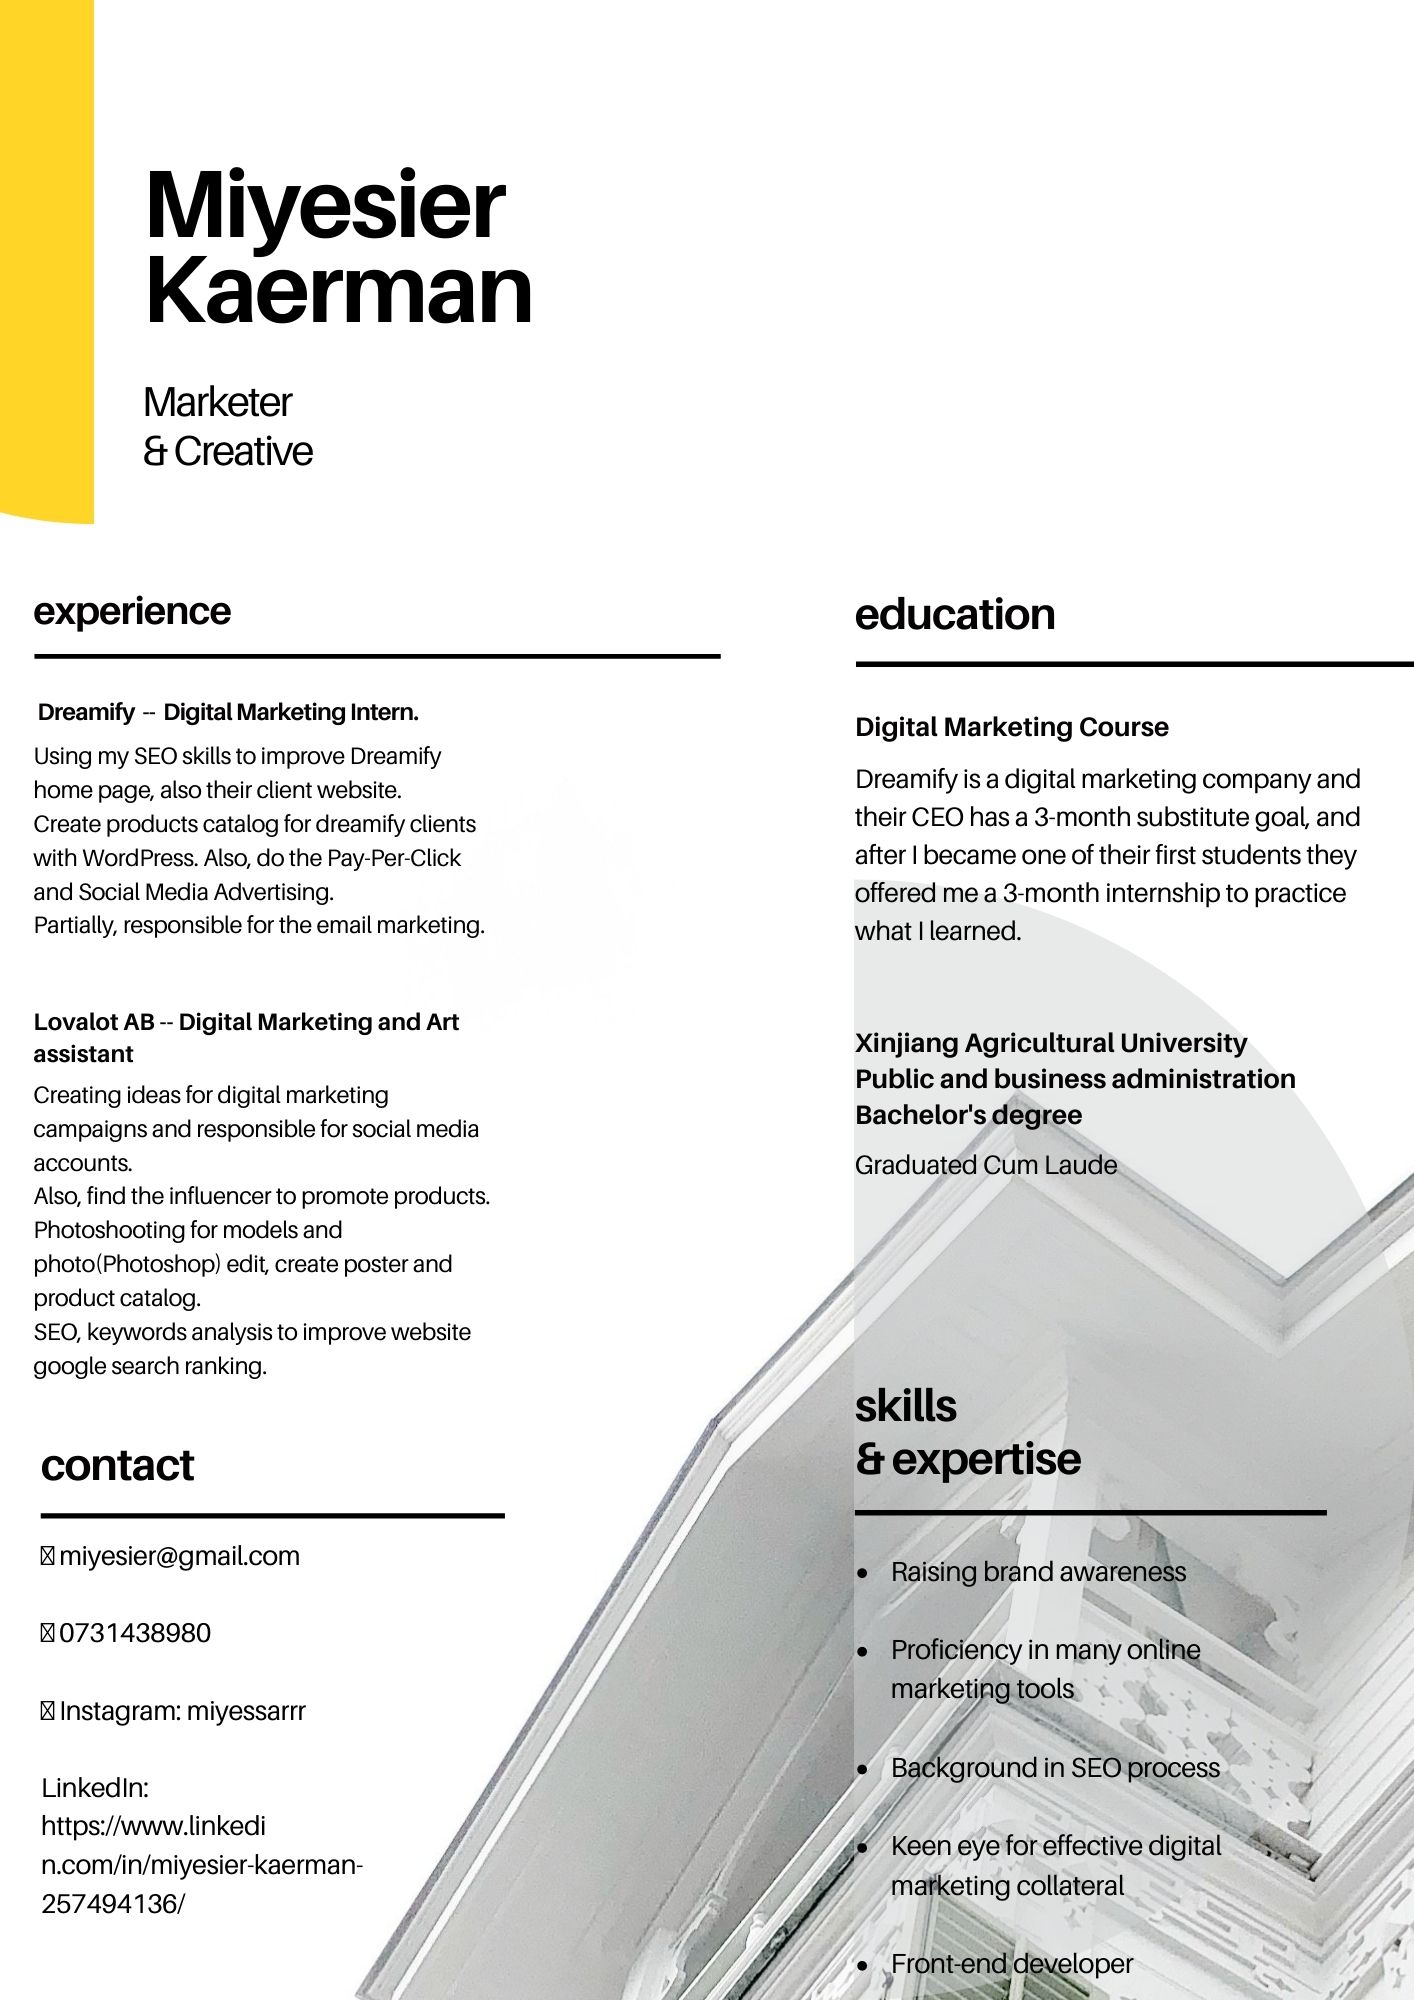 Miyesier
Kaerman
Marketer
& Creative
experience
Dreamify -- Digital Marketing Intern.
Using my SEO skills to improve Dreamify
home page, also their client website.
Create products catalog for dreamify clients
with WordPress. Also, do the Pay-Per-Click
and Social Media Advertising.
Partially, responsible for the email marketing.
Lovalot AB -- Digital Marketing and Art
assistant
Creating ideas for digital marketing
campaigns and responsible for social media
accounts.
Also, find the influencer to promote products.
Photoshooting for models and
photo(Photoshop) edit, create poster and
product catalog.
SEO, keywords analysis to improve website
google search ranking.
contact
miyesier@gmail.com
0731438980
Instagram: miyessarrr
LinkedIn:
https://www.linkedi
n.com/in/miyesier-kaerman-
257494136/
education
Digital Marketing Course
Dreamify is a digital marketing company and
their CEO has a 3-month substitute goal, and
after I became one of their first students they
offered me a 3-month internship to practice
what I learned.
Xinjiang Agricultural University
Public and business administration
Bachelor's degree
Graduated Cum Laude
skills
& expertise
• Raising brand awareness
• Proficiency in many online
marketing tools
• Background in SEO process
• Keen eye for effective digital
marketing collateral
• Front-end developer